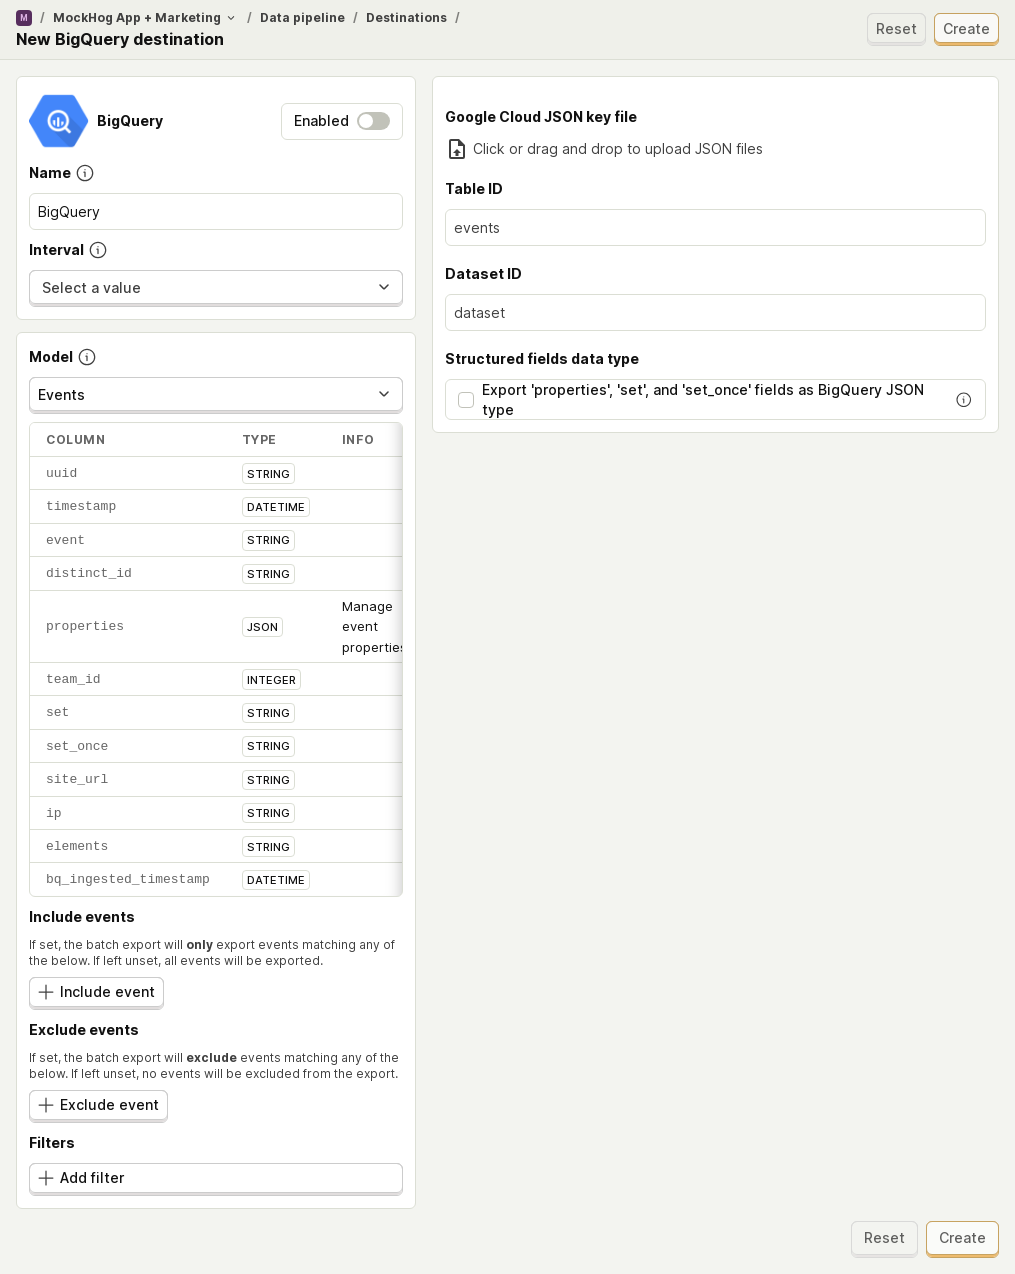 M / MockHog App + Marketing / Data pipeline / Destinations /
New BigQuery destination
Reset
Create
BigQuery
Enabled
Name
BigQuery
Interval
Select a value
Model
Events
COLUMN TYPE INFO
uuid STRING
timestamp DATETIME
event STRING
distinct_id STRING
properties JSON Manage
event
properties
team_id INTEGER
set STRING
set_once STRING
site_url STRING
ip STRING
elements STRING
bq_ingested_timestamp DATETIME
Include events
If set, the batch export will only export events matching any of
the below. If left unset, all events will be exported.
Include event
Exclude events
If set, the batch export will exclude events matching any of the
below. If left unset, no events will be excluded from the export.
Exclude event
Filters
Add filter
Google Cloud JSON key file
Click or drag and drop to upload JSON files
Table ID
events
Dataset ID
dataset
Structured fields data type
Export 'properties', 'set', and 'set_once' fields as BigQuery JSON
type
Reset
Create